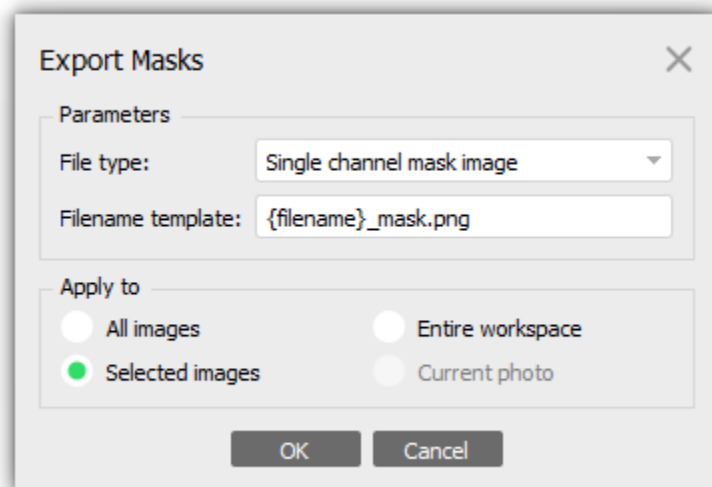 Export Masks
Parameters
File type: Single channel mask image
Filename template: {filename}_mask.png
Apply to
All images Entire workspace
Selected images Current photo
OK Cancel